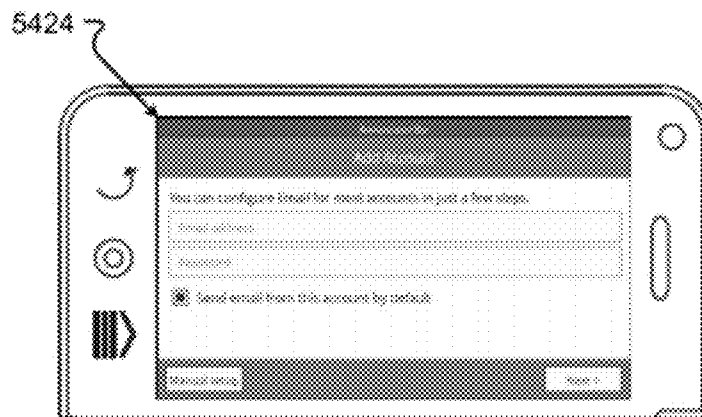 5424
You can configure Email for most accounts in just a few steps.
Email address
Password
Send email from this account by default
Manual setup
Next >